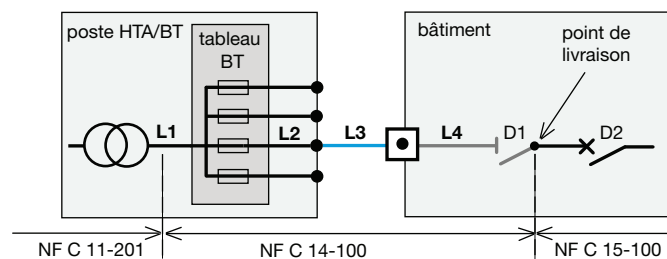 poste HTA/BT
tableau
BT
bâtiment
point de
livraison
L1
L2
L3
L4
D1
D2
NF C 11-201
NF C 14-100
NF C 15-100